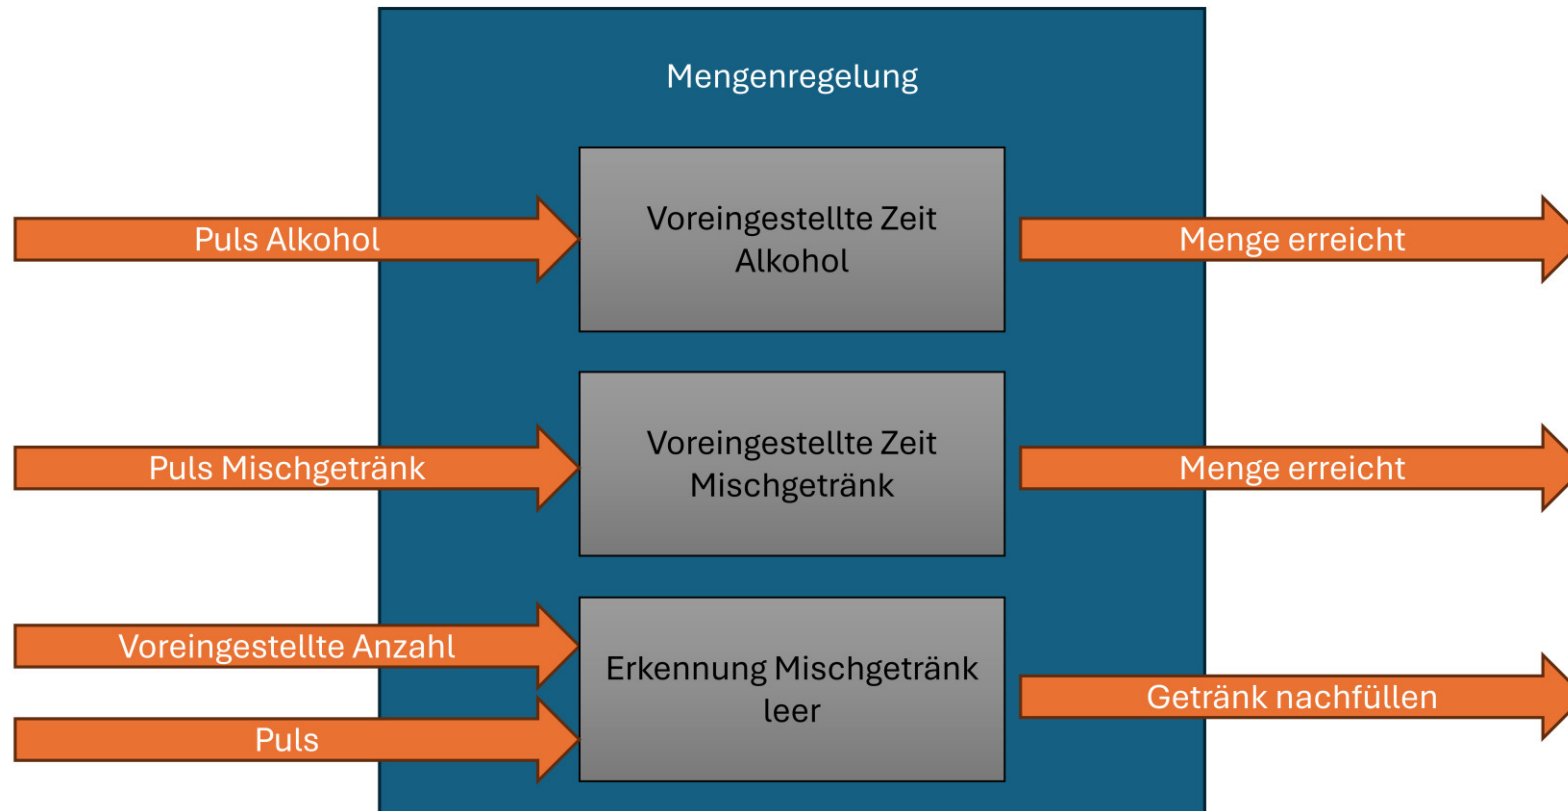 Mengenregelung
Puls Alkohol
Voreingestellte Zeit
Alkohol
Menge erreicht
Puls Mischgetränk
Voreingestellte Zeit
Mischgetränk
Menge erreicht
Voreingestellte Anzahl
Puls
Erkennung Mischgetränk
leer
Getränk nachfüllen